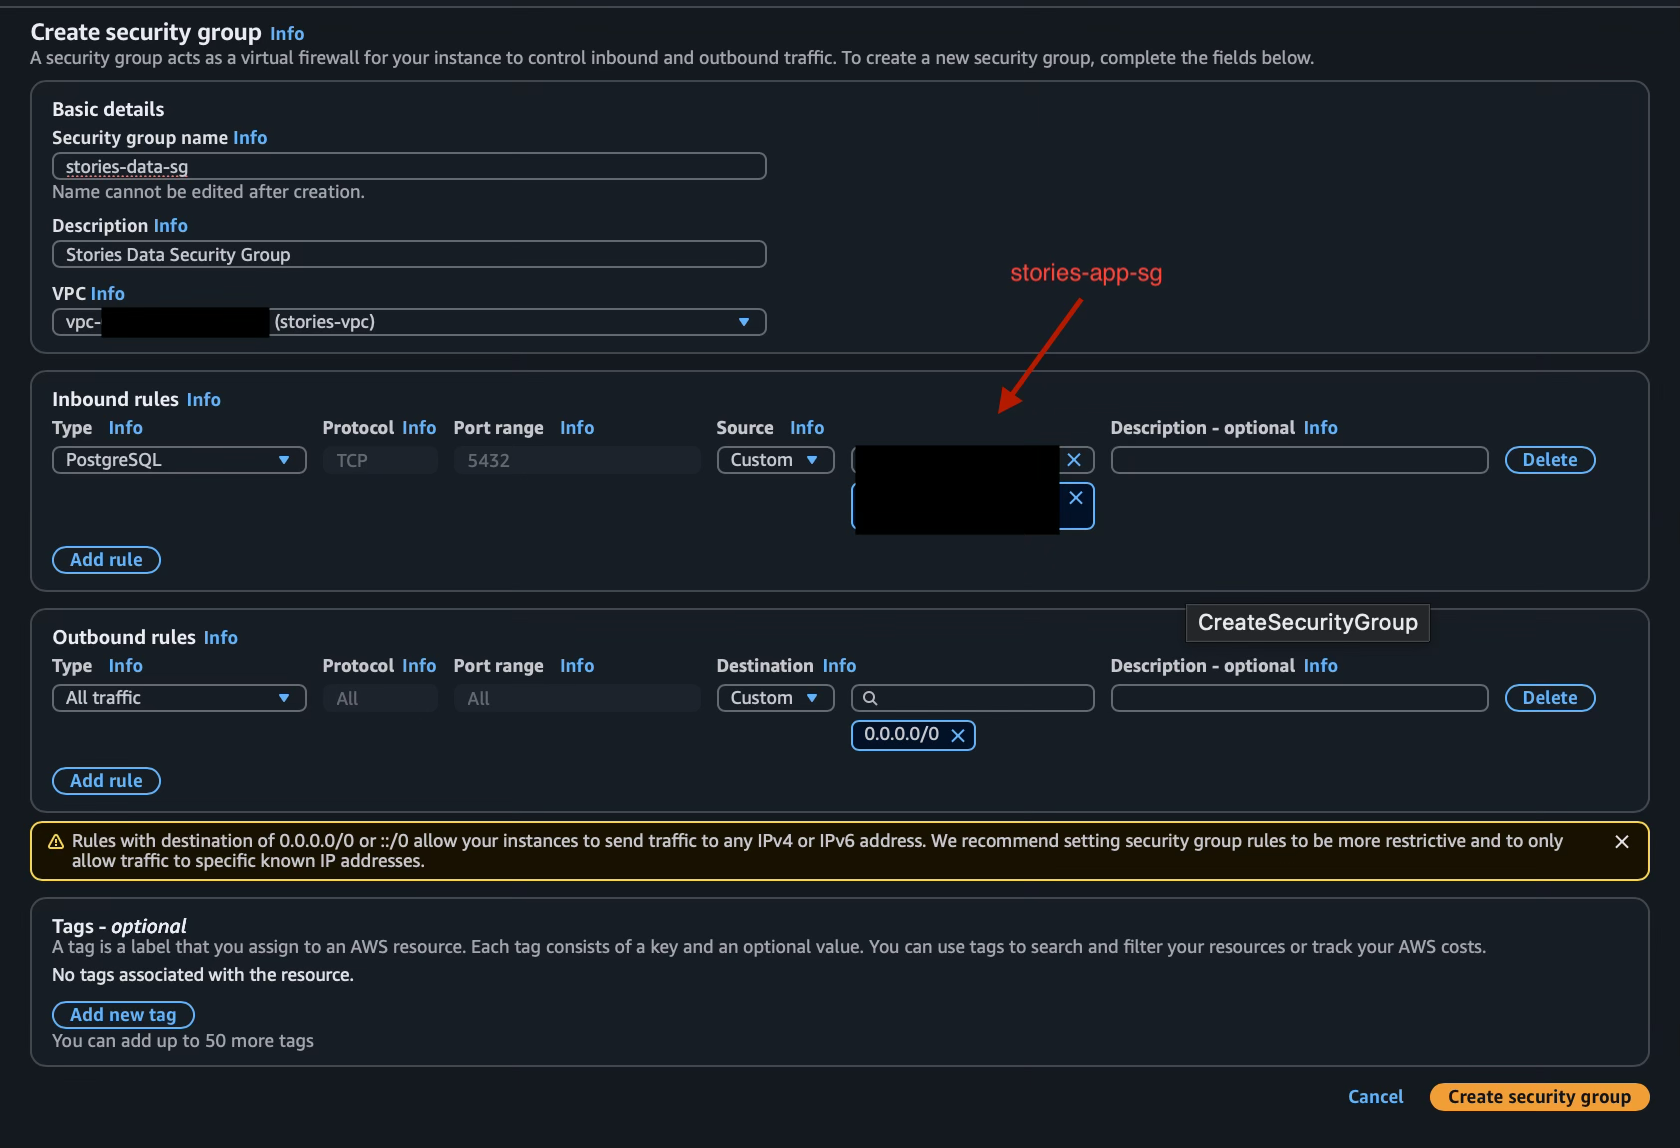 Create security group Info
A security group acts as a virtual firewall for your instance to control inbound and outbound traffic. To create a new security group, complete the fields below.
Basic details
Security group name Info
stories-data-sg
Name cannot be edited after creation.
Description Info
Stories Data Security Group
VPC Info
vpc- (stories-vpc)
stories-app-sg
Inbound rules Info
Type Info Protocol Info Port range Info Source Info Description - optional Info
PostgreSQL TCP 5432 Custom Delete
Add rule
Outbound rules Info
CreateSecurityGroup
Type Info Protocol Info Port range Info Destination Info Description - optional Info
All traffic All All Custom Delete
0.0.0.0/0
Add rule
Rules with destination of 0.0.0.0/0 or ::/0 allow your instances to send traffic to any IPv4 or IPv6 address. We recommend setting security group rules to be more restrictive and to only
allow traffic to specific known IP addresses.
Tags - optional
A tag is a label that you assign to an AWS resource. Each tag consists of a key and an optional value. You can use tags to search and filter your resources or track your AWS costs.
No tags associated with the resource.
Add new tag
You can add up to 50 more tags
Cancel Create security group